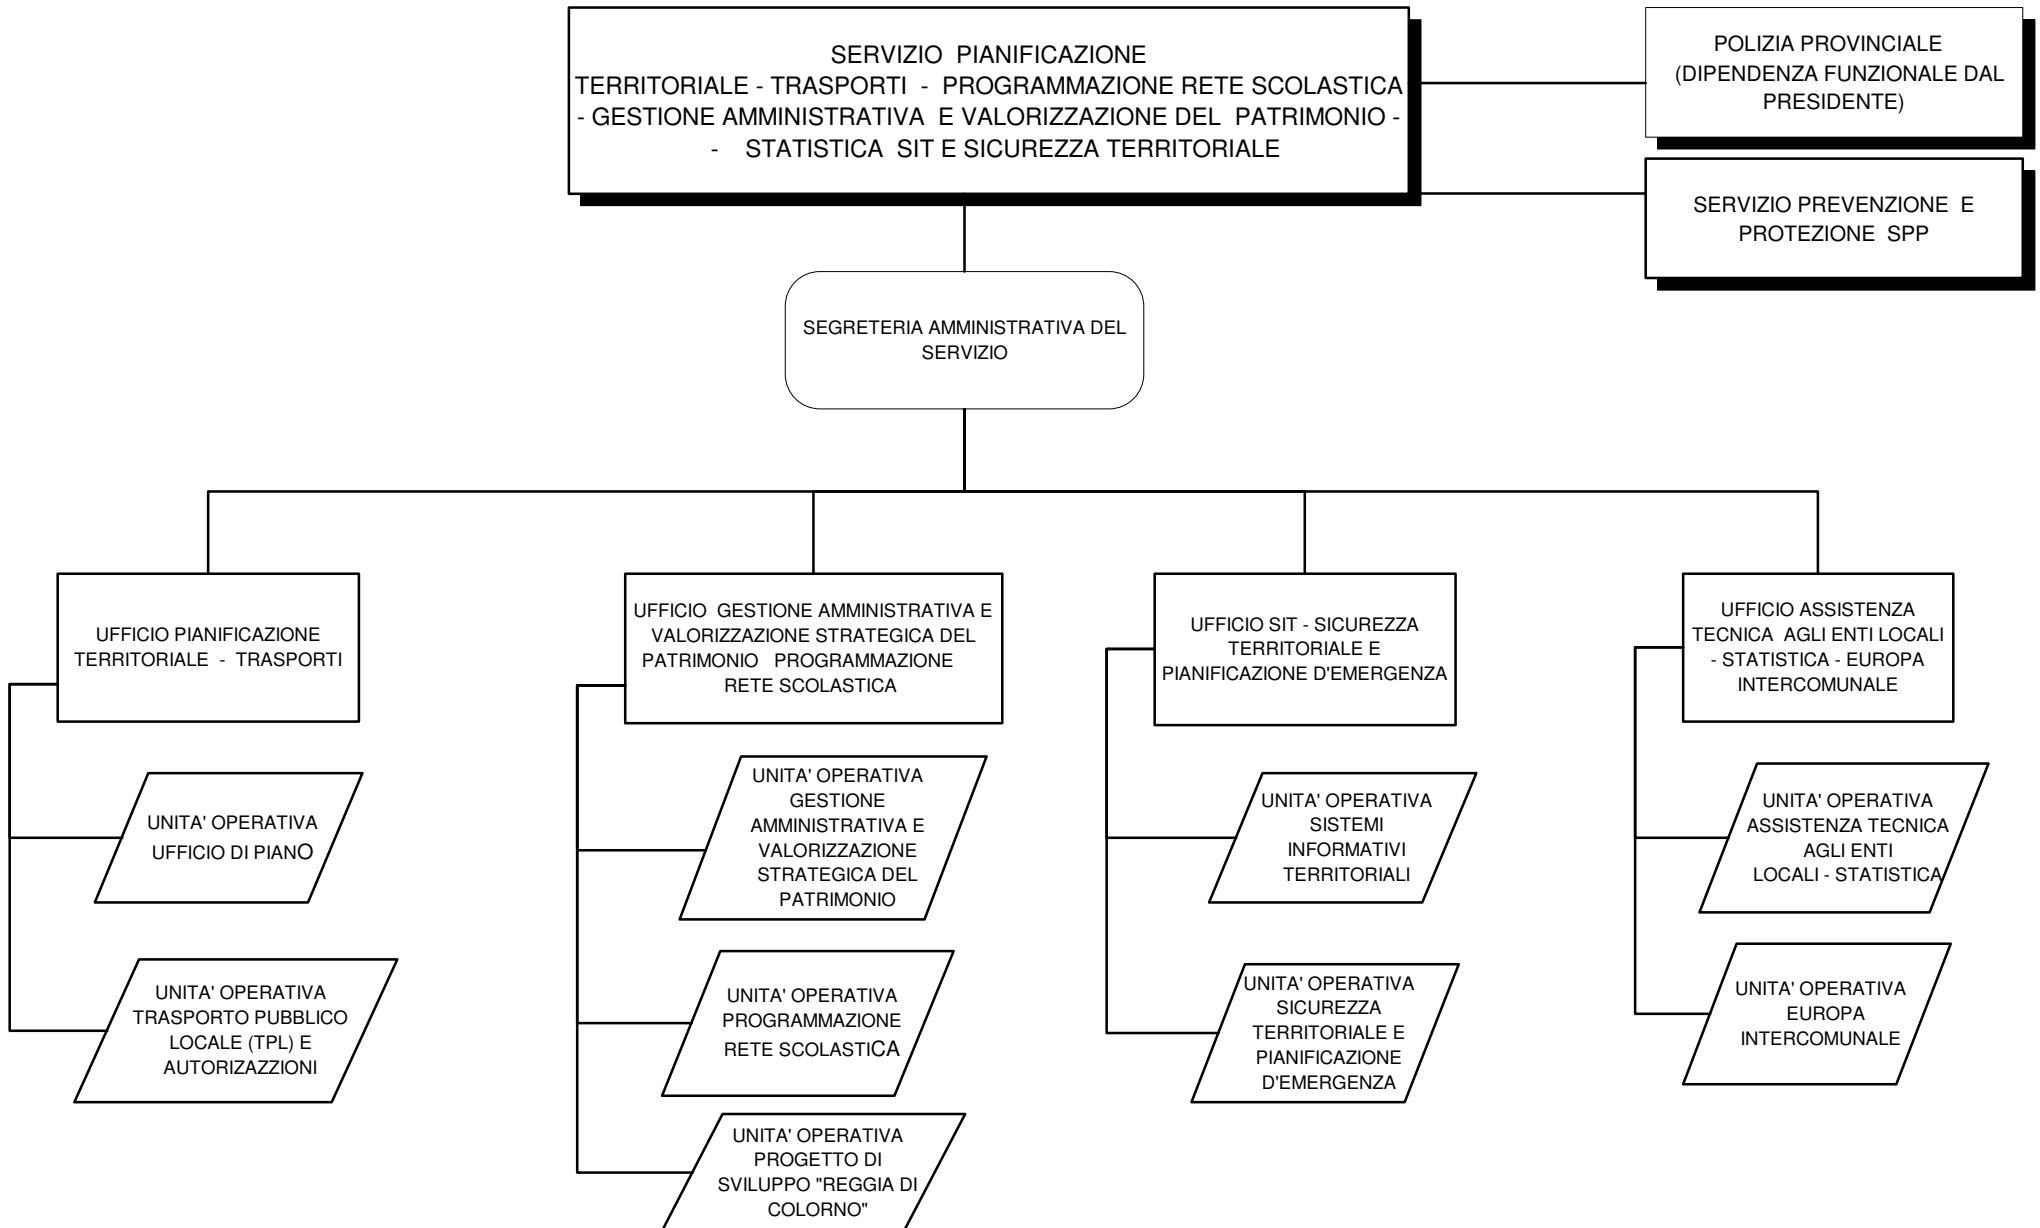 SERVIZIO PIANIFICAZIONE
TERRITORIALE - TRASPORTI - PROGRAMMAZIONE RETE SCOLASTICA
- GESTIONE AMMINISTRATIVA E VALORIZZAZIONE DEL PATRIMONIO -
- STATISTICA SIT E SICUREZZA TERRITORIALE
POLIZIA PROVINCIALE
(DIPENDENZA FUNZIONALE DAL
PRESIDENTE)
SERVIZIO PREVENZIONE E
PROTEZIONE SPP
SEGRETERIA AMMINISTRATIVA DEL
SERVIZIO
UFFICIO PIANIFICAZIONE
TERRITORIALE - TRASPORTI
UNITA' OPERATIVA
UFFICIO DI PIANO
UNITA' OPERATIVA
TRASPORTO PUBBLICO
LOCALE (TPL) E
AUTORIZAZZIONI
UFFICIO GESTIONE AMMINISTRATIVA E
VALORIZZAZIONE STRATEGICA DEL
PATRIMONIO PROGRAMMAZIONE
RETE SCOLASTICA
UNITA' OPERATIVA
GESTIONE
AMMINISTRATIVA E
VALORIZZAZIONE
STRATEGICA DEL
PATRIMONIO
UNITA' OPERATIVA
PROGRAMMAZIONE
RETE SCOLASTICA
UNITA' OPERATIVA
PROGETTO DI
SVILUPPO "REGGIA DI
COLORNO"
UFFICIO SIT - SICUREZZA
TERRITORIALE E
PIANIFICAZIONE D'EMERGENZA
UNITA' OPERATIVA
SISTEMI
INFORMATIVI
TERRITORIALI
UNITA' OPERATIVA
SICUREZZA
TERRITORIALE E
PIANIFICAZIONE
D'EMERGENZA
UFFICIO ASSISTENZA
TECNICA AGLI ENTI LOCALI
- STATISTICA - EUROPA
INTERCOMUNALE
UNITA' OPERATIVA
ASSISTENZA TECNICA
AGLI ENTI
LOCALI - STATISTICA
UNITA' OPERATIVA
EUROPA
INTERCOMUNALE